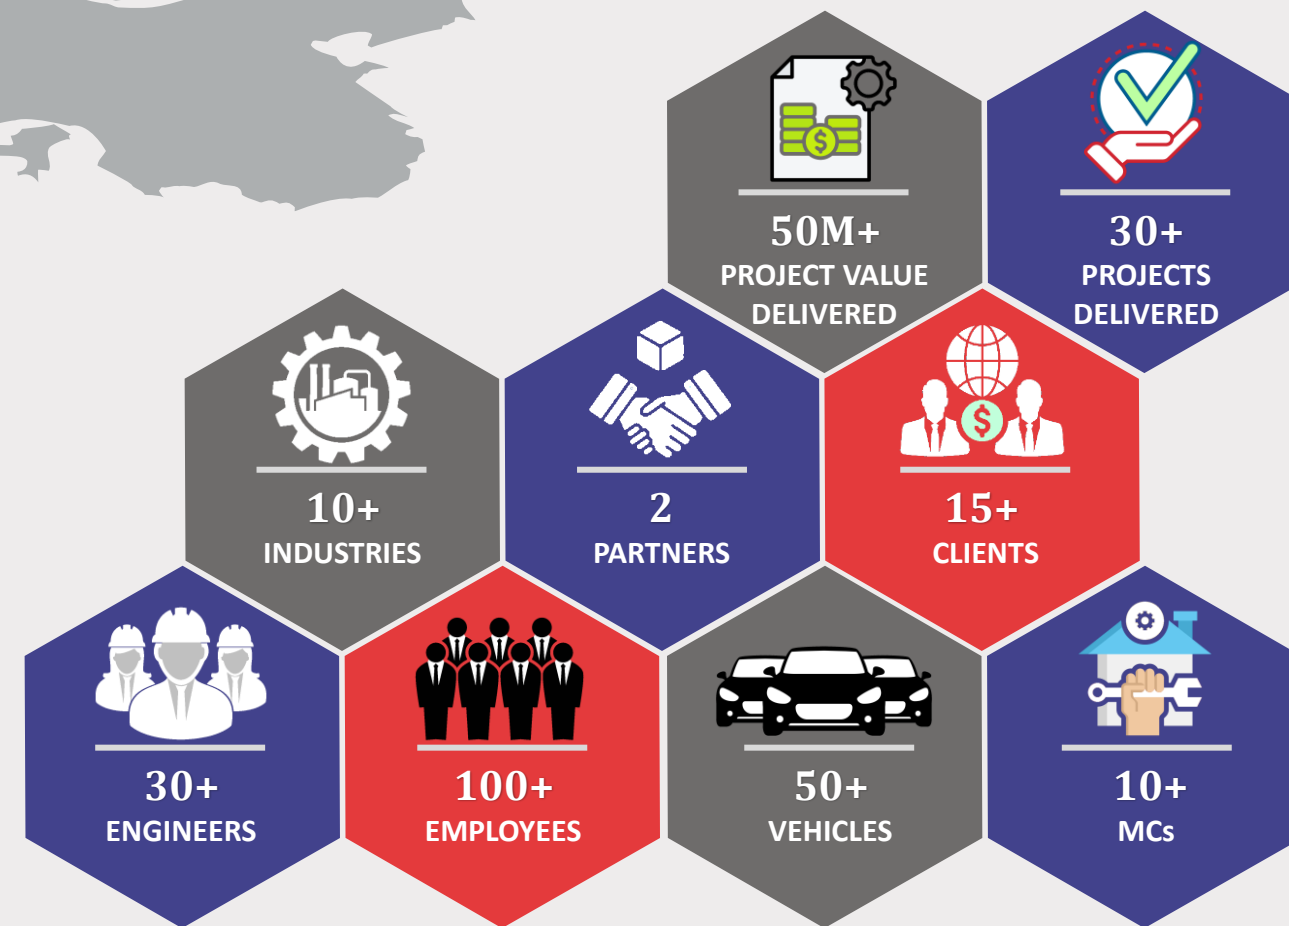 50M+
PROJECT VALUE
DELIVERED
30+
PROJECTS
DELIVERED
10+
INDUSTRIES
2
PARTNERS
$
15+
CLIENTS
30+
ENGINEERS
100+
EMPLOYEES
50+
VEHICLES
10+
MCs